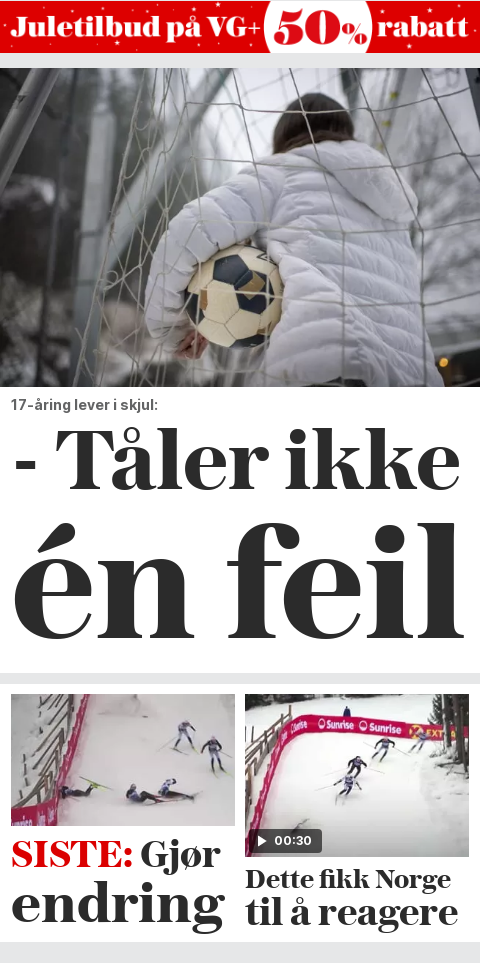 Juletilbud på VG+ 50% rabatt
17-åring lever i skjul:
- Tåler ikke
én feil
Sunrise Sunrise
00:30
SISTE: Gjør
endring
Dette fikk Norge
til å reagere